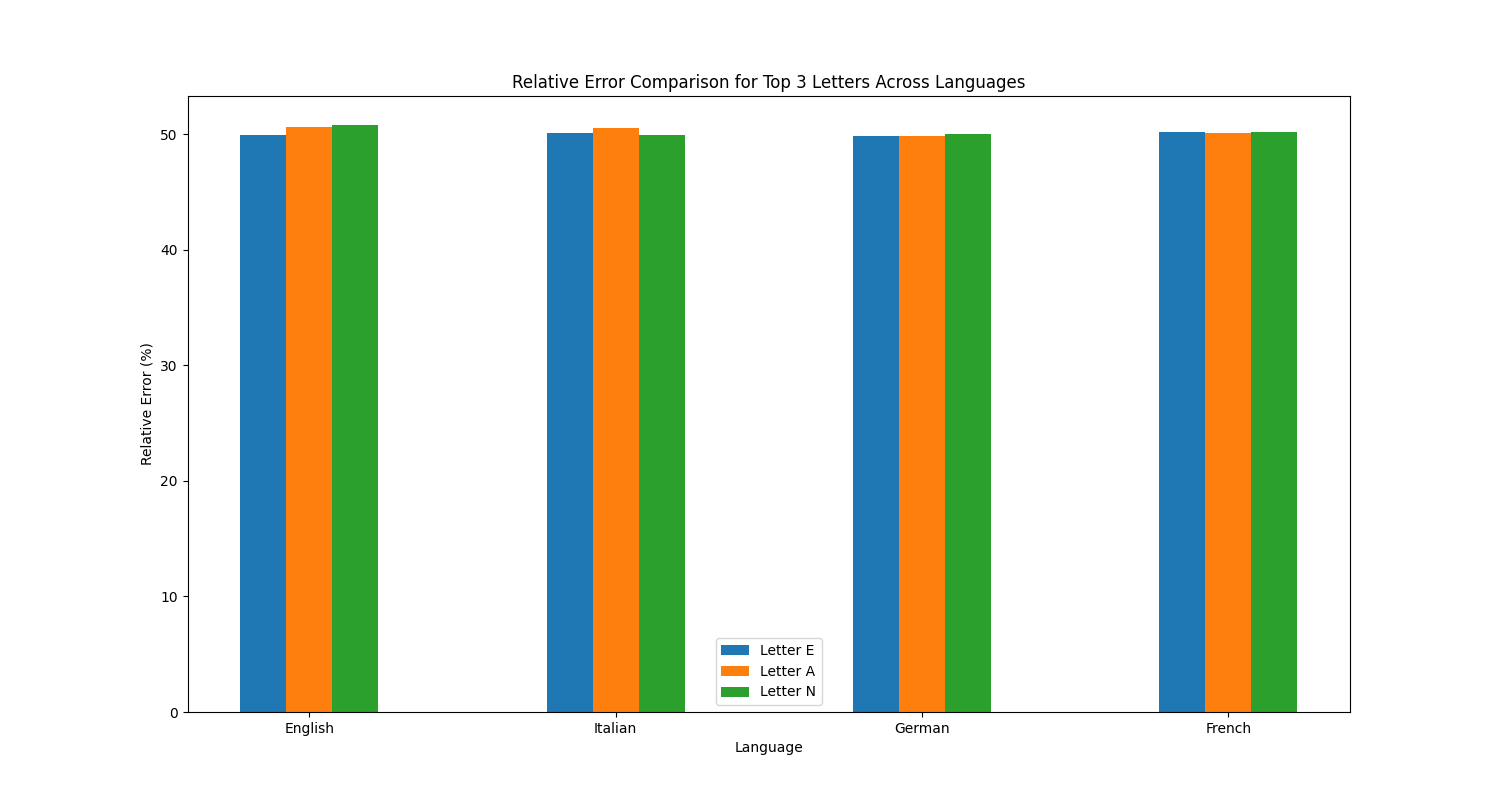 Relative Error Comparison for Top 3 Letters Across Languages
Relative Error (%)
50
40
30
20
10
0
Letter E
Letter A
Letter N
English Italian German French
Language